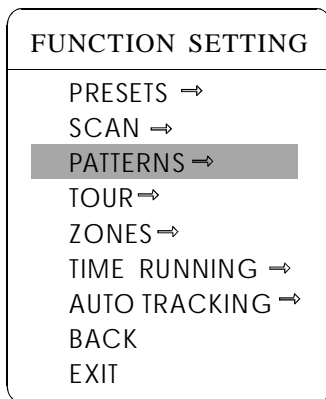 FUNCTION SETTING
PRESETS ⇒
SCAN ⇒
PATTERNS ⇒
TOUR ⇒
ZONES ⇒
TIME RUNNING ⇒
AUTO TRACKING ⇒
BACK
EXIT